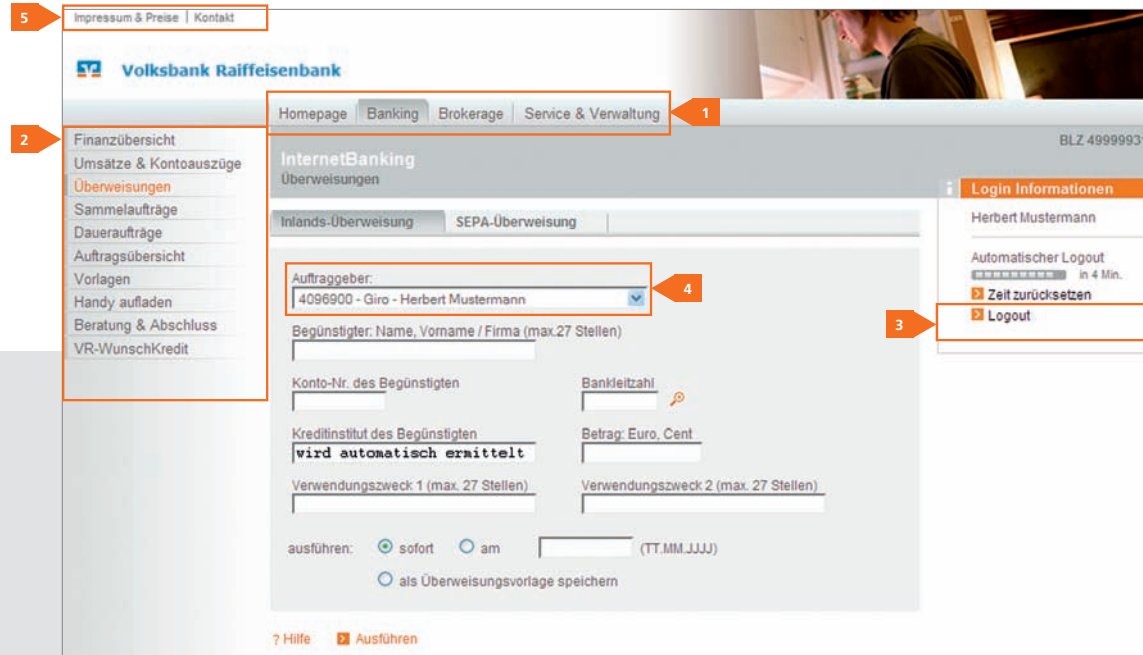 5
Impressum & Preise | Kontakt
Volksbank Raiffeisenbank
Homepage | Banking Brokerage | Service & Verwaltung
1
2
Finanzübersicht
Umsätze & Kontoauszüge
Überweisungen
Sammelaufträge
Daueraufträge
Auftragsübersicht
Vorlagen
Handy aufladen
Beratung & Abschluss
VR-WunschKredit
InternetBanking
Überweisungen
BLZ 4999993
Inlands-Überweisung
SEPA-Überweisung
Auftraggeber:
4096900 - Giro - Herbert Mustermann
4
Begünstigter: Name, Vorname / Firma (max.27 Stellen)
Konto-Nr. des Begünstigten
Bankleitzahl
Kreditinstitut des Begünstigten
Betrag: Euro, Cent
wird automatisch ermittelt
Verwendungszweck 1 (max. 27 Stellen)
Verwendungszweck 2 (max. 27 Stellen)
ausführen:
sofort
am
(TT.MM.JJJJ)
als Überweisungsvorlage speichern
? Hilfe
Ausführen
i
Login Informationen
Herbert Mustermann
Automatischer Logout
in 4 Min.
Zeit zurücksetzen
3
Logout